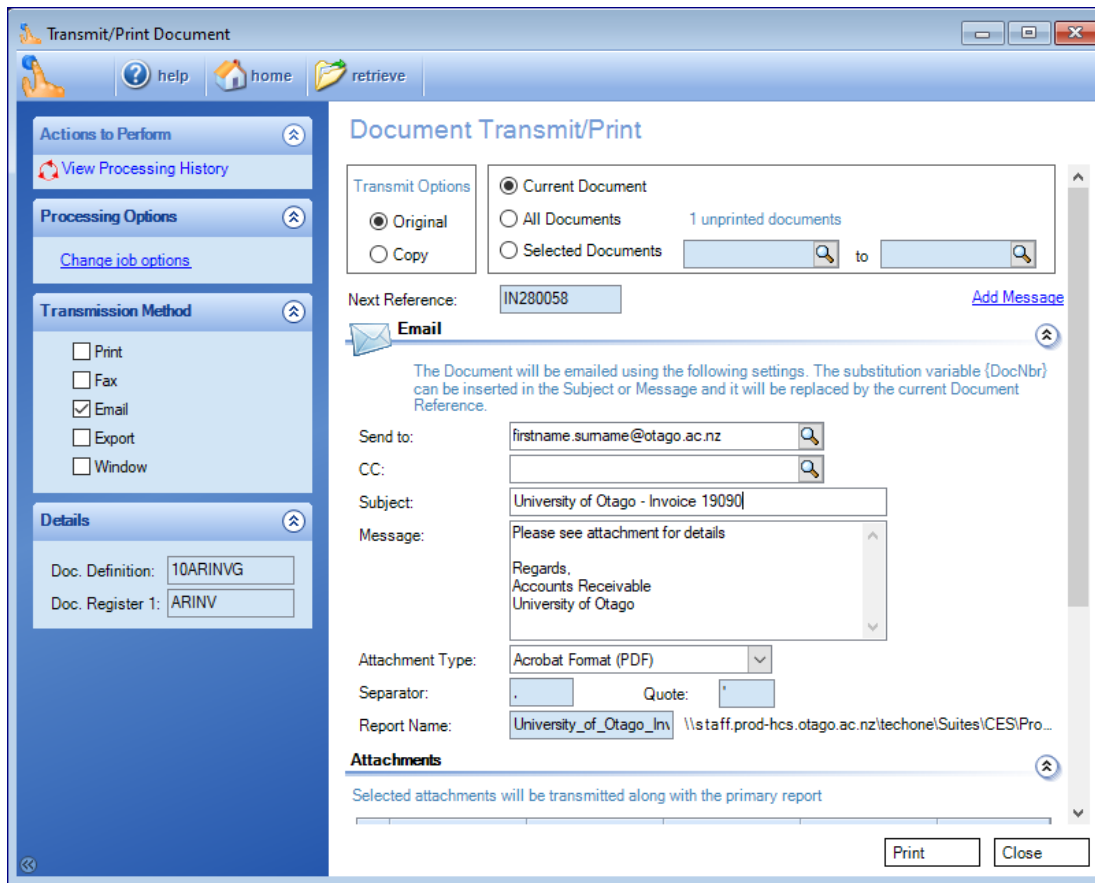 Transmit/Print Document
help home retrieve
Actions to Perform
View Processing History
Processing Options
Change job options
Transmission Method
Print
Fax
Email
Export
Window
Details
Doc. Definition: 10ARINVG
Doc. Register 1: ARINV
Document Transmit/Print
Transmit Options
Original
Copy
Current Document
All Documents 1 unprinted documents
Selected Documents to
Next Reference: IN280058 Add Message
Email
The Document will be emailed using the following settings. The substitution variable {DocNbr}
can be inserted in the Subject or Message and it will be replaced by the current Document
Reference.
Send to: firstname.surname@otago.ac.nz
CC:
Subject: University of Otago - Invoice 19090
Message: Please see attachment for details
Regards,
Accounts Receivable
University of Otago
Attachment Type: Acrobat Format (PDF)
Separator: , Quote: '
Report Name: University_of_Otago_Inv \\staff.prod-hcs.otago.ac.nz\techone\Suites\CES\Pro...
Attachments
Selected attachments will be transmitted along with the primary report
Print Close